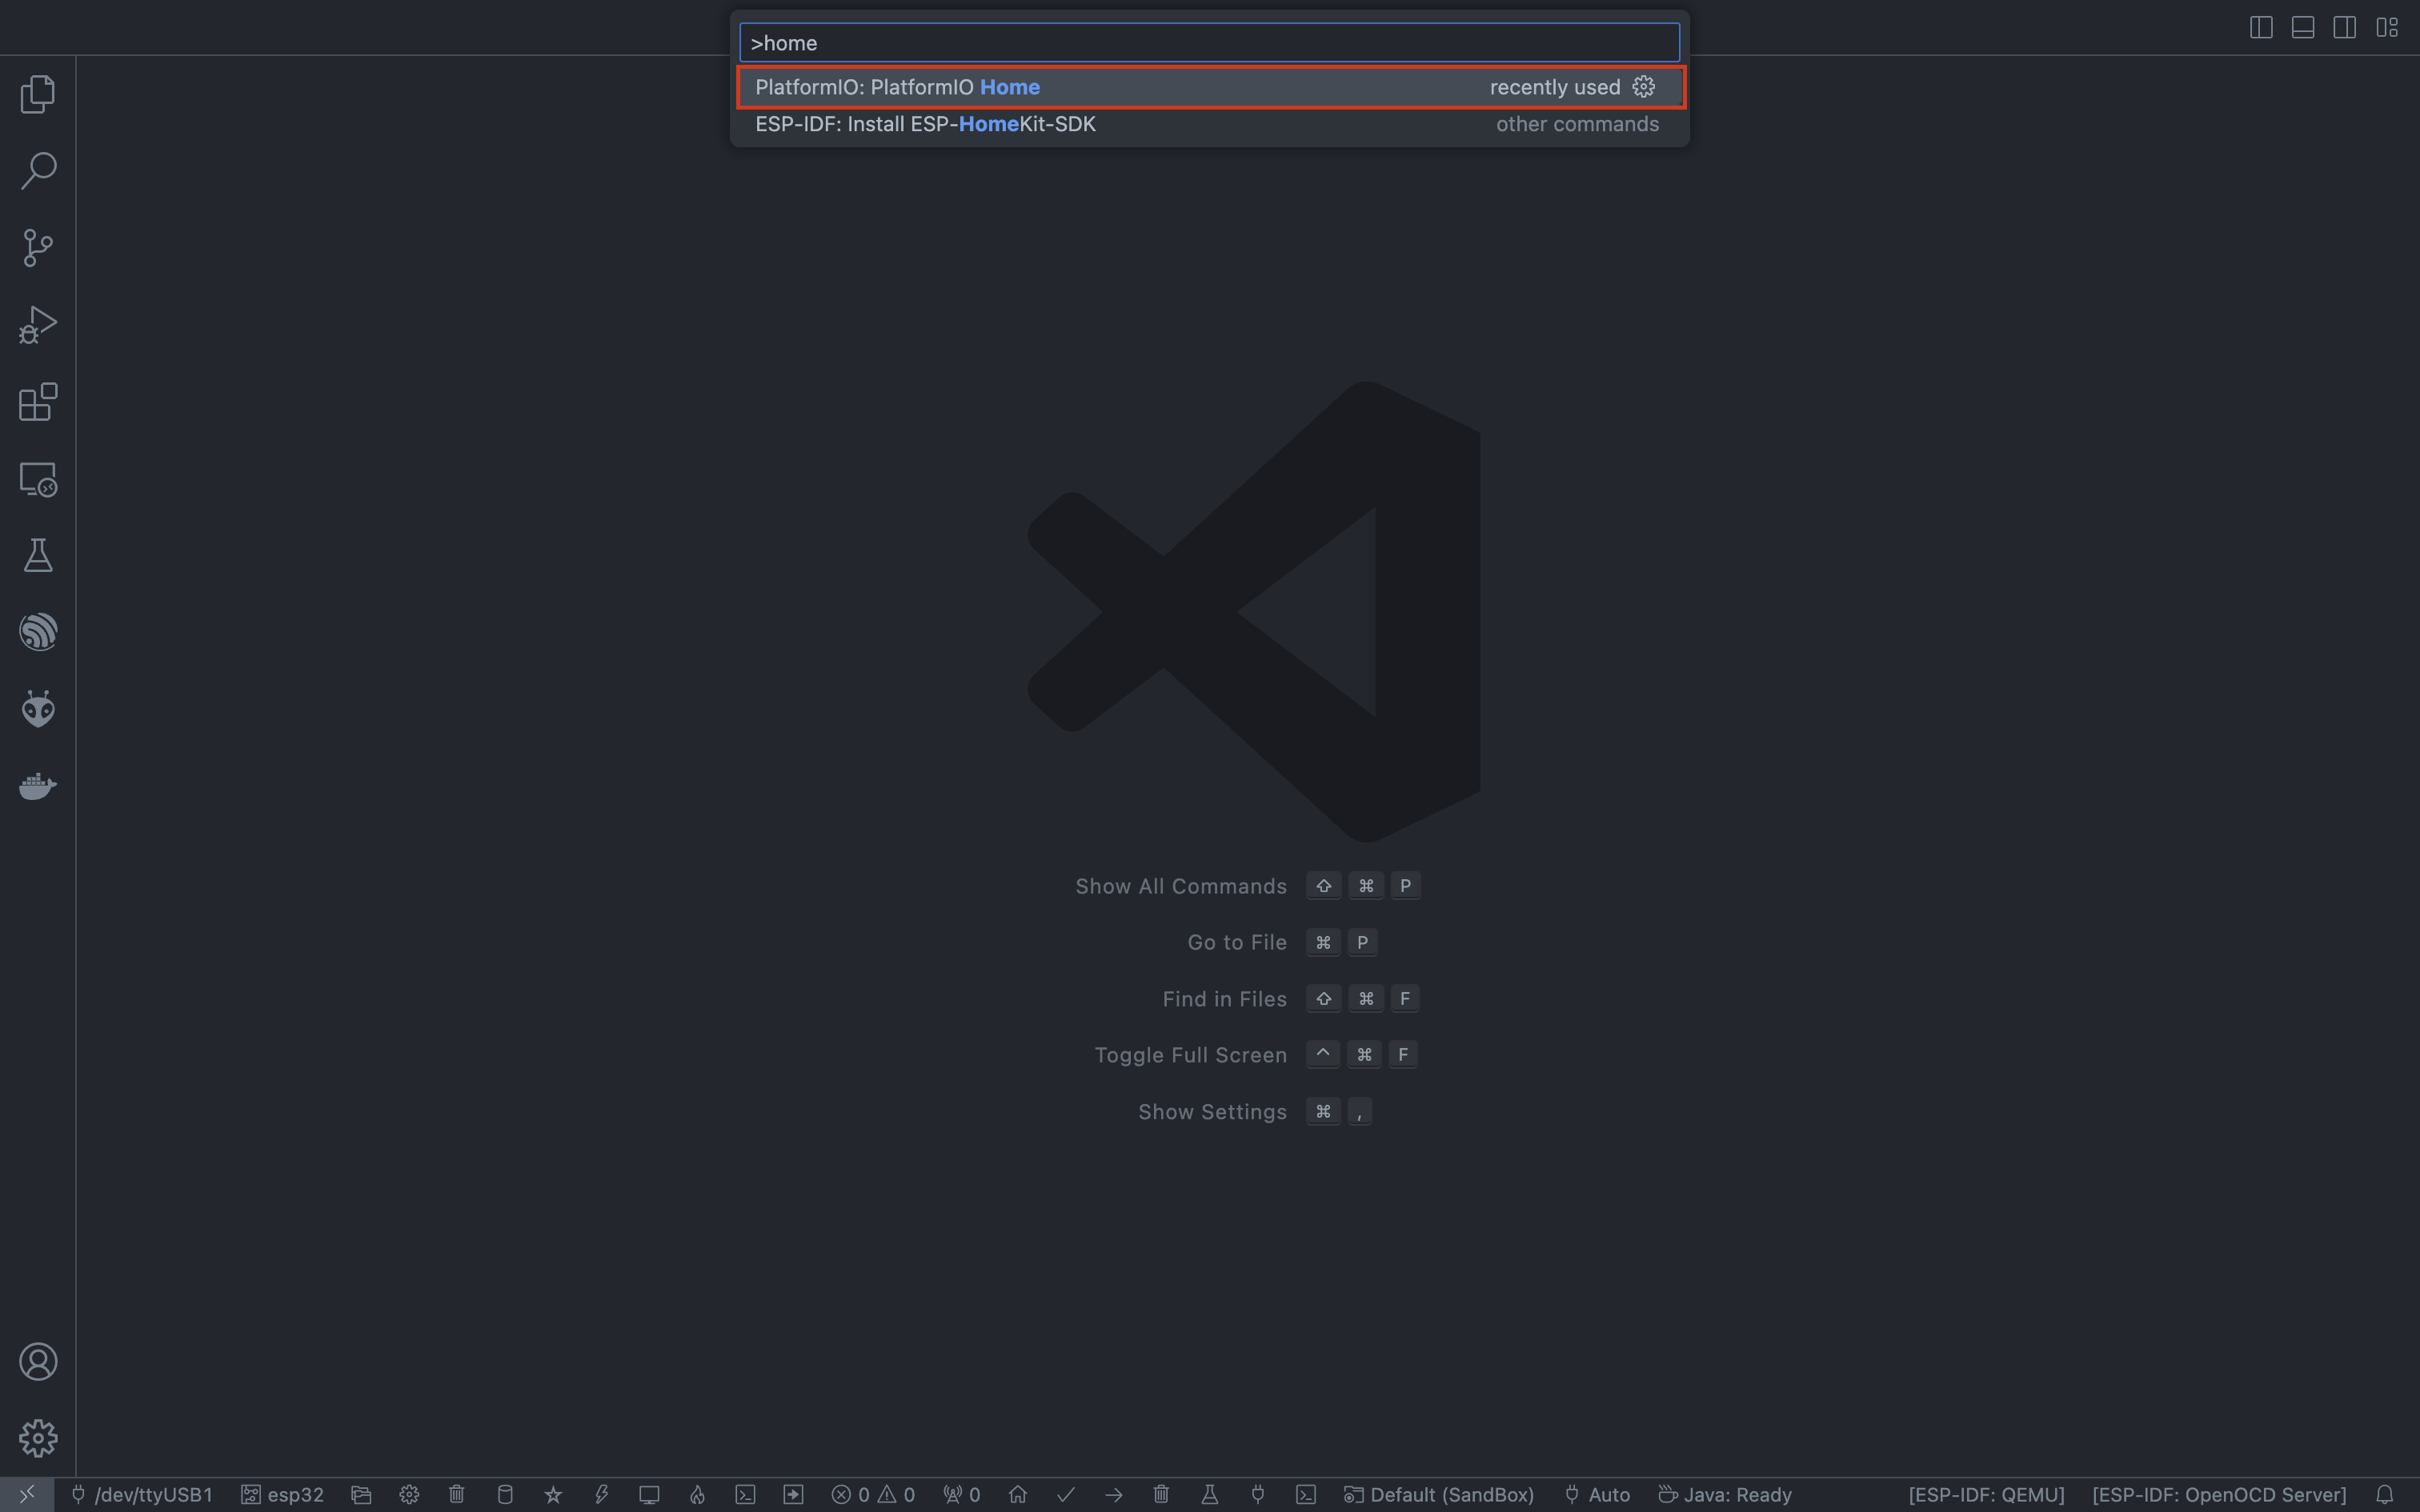 >home
PlatformIO: PlatformIO Home recently used
ESP-IDF: Install ESP-HomeKit-SDK other commands
Show All Commands ⇧ ⌘ P
Go to File ⌘ P
Find in Files ⇧ ⌘ F
Toggle Full Screen ^ ⌘ F
Show Settings ⌘ ,
/dev/ttyUSB1 esp32 0 0 0 Default (SandBox) Auto Java: Ready [ESP-IDF: QEMU] [ESP-IDF: OpenOCD Server]